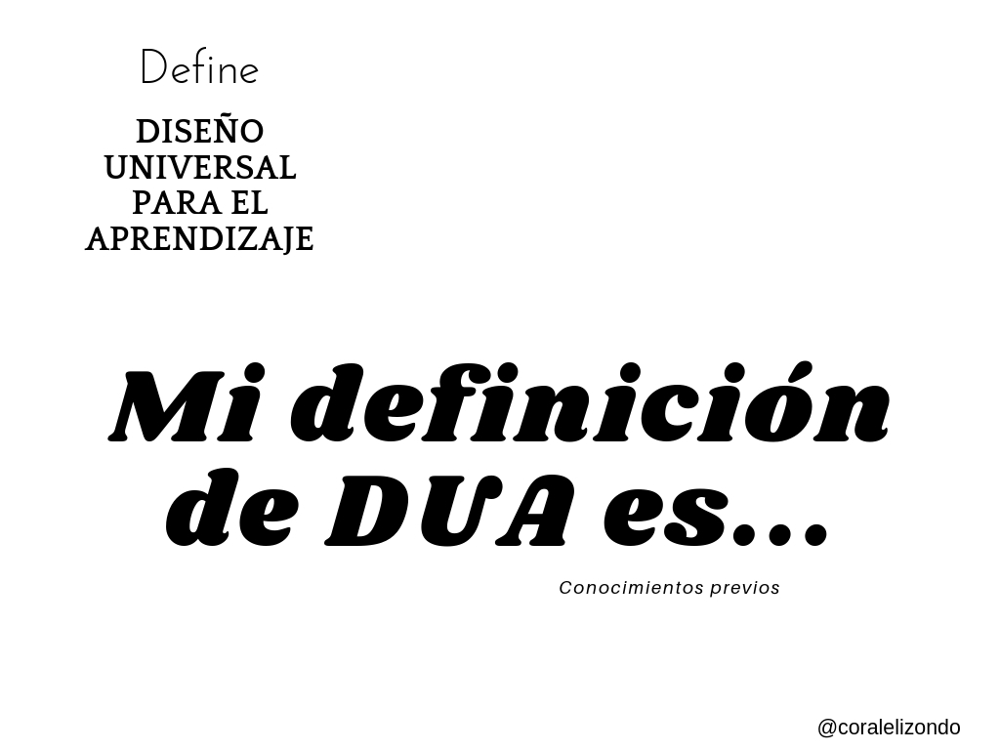 Define
DISEÑO
UNIVERSAL
PARA EL
APRENDIZAJE
Mi definición
de DUA es...
Conocimientos previos
@coralelizondo